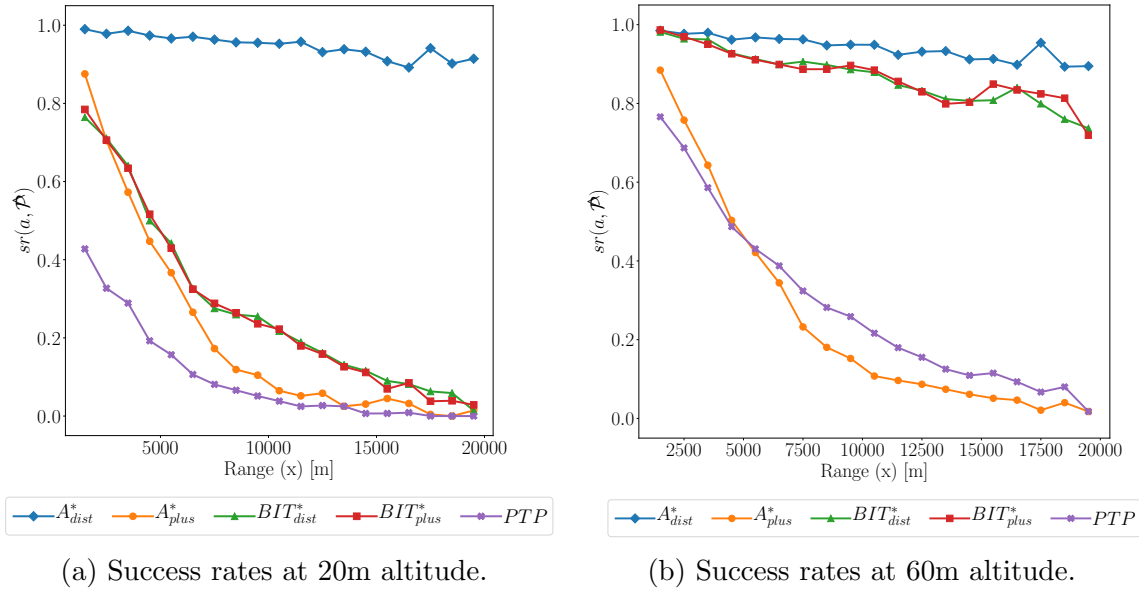 1.0
0.8
0.6
0.4
0.2
0.0
sr(a, 𝒫̂)
5000 10000 15000 20000
Range (x) [m]
A*dist A*plus BIT*dist BIT*plus PTP
(a) Success rates at 20m altitude.
1.0
0.8
0.6
0.4
0.2
0.0
sr(a, 𝒫̂)
2500 5000 7500 10000 12500 15000 17500 20000
Range (x) [m]
A*dist A*plus BIT*dist BIT*plus PTP
(b) Success rates at 60m altitude.